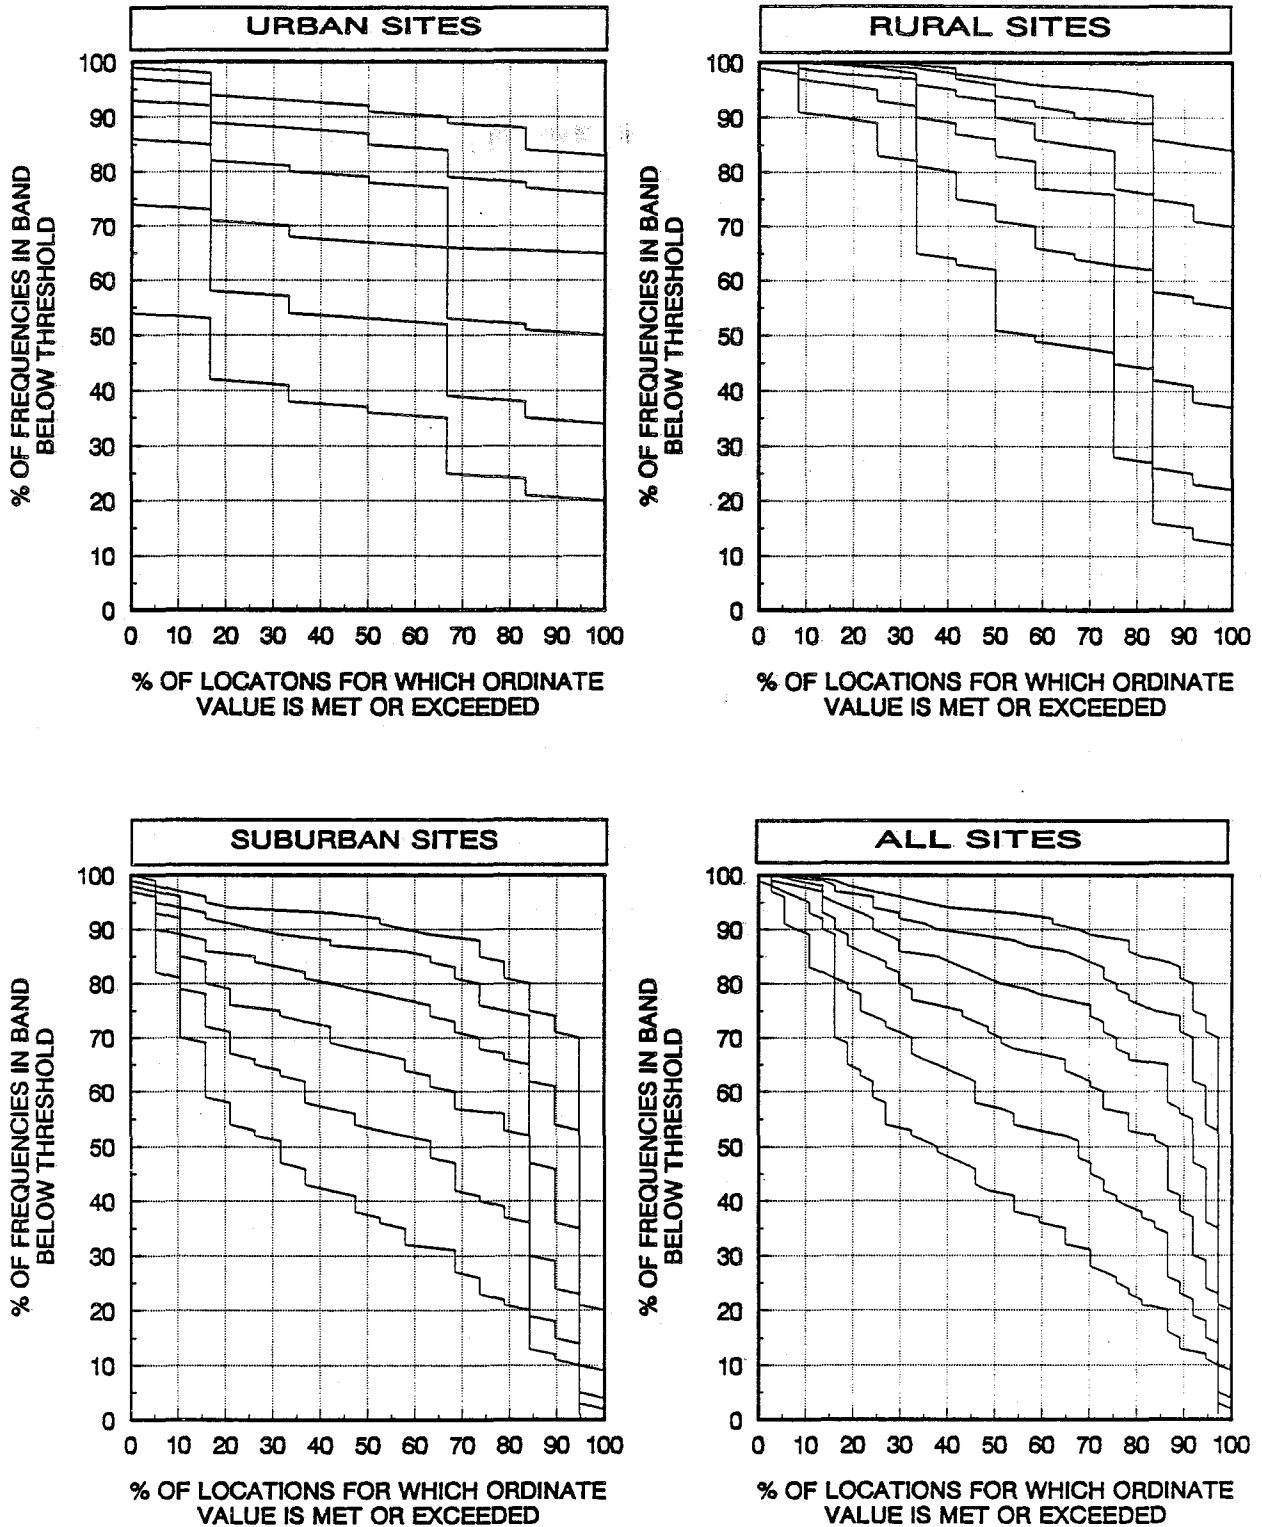 URBAN SITES
% OF FREQUENCIES IN BAND
BELOW THRESHOLD
100
90
80
70
60
50
40
30
20
10
0
0 10 20 30 40 50 60 70 80 90 100
% OF LOCATONS FOR WHICH ORDINATE
VALUE IS MET OR EXCEEDED
RURAL SITES
% OF FREQUENCIES IN BAND
BELOW THRESHOLD
100
90
80
70
60
50
40
30
20
10
0
0 10 20 30 40 50 60 70 80 90 100
% OF LOCATIONS FOR WHICH ORDINATE
VALUE IS MET OR EXCEEDED
SUBURBAN SITES
% OF FREQUENCIES IN BAND
BELOW THRESHOLD
100
90
80
70
60
50
40
30
20
10
0
0 10 20 30 40 50 60 70 80 90 100
% OF LOCATIONS FOR WHICH ORDINATE
VALUE IS MET OR EXCEEDED
ALL SITES
% OF FREQUENCIES IN BAND
BELOW THRESHOLD
100
90
80
70
60
50
40
30
20
10
0
0 10 20 30 40 50 60 70 80 90 100
% OF LOCATIONS FOR WHICH ORDINATE
VALUE IS MET OR EXCEEDED